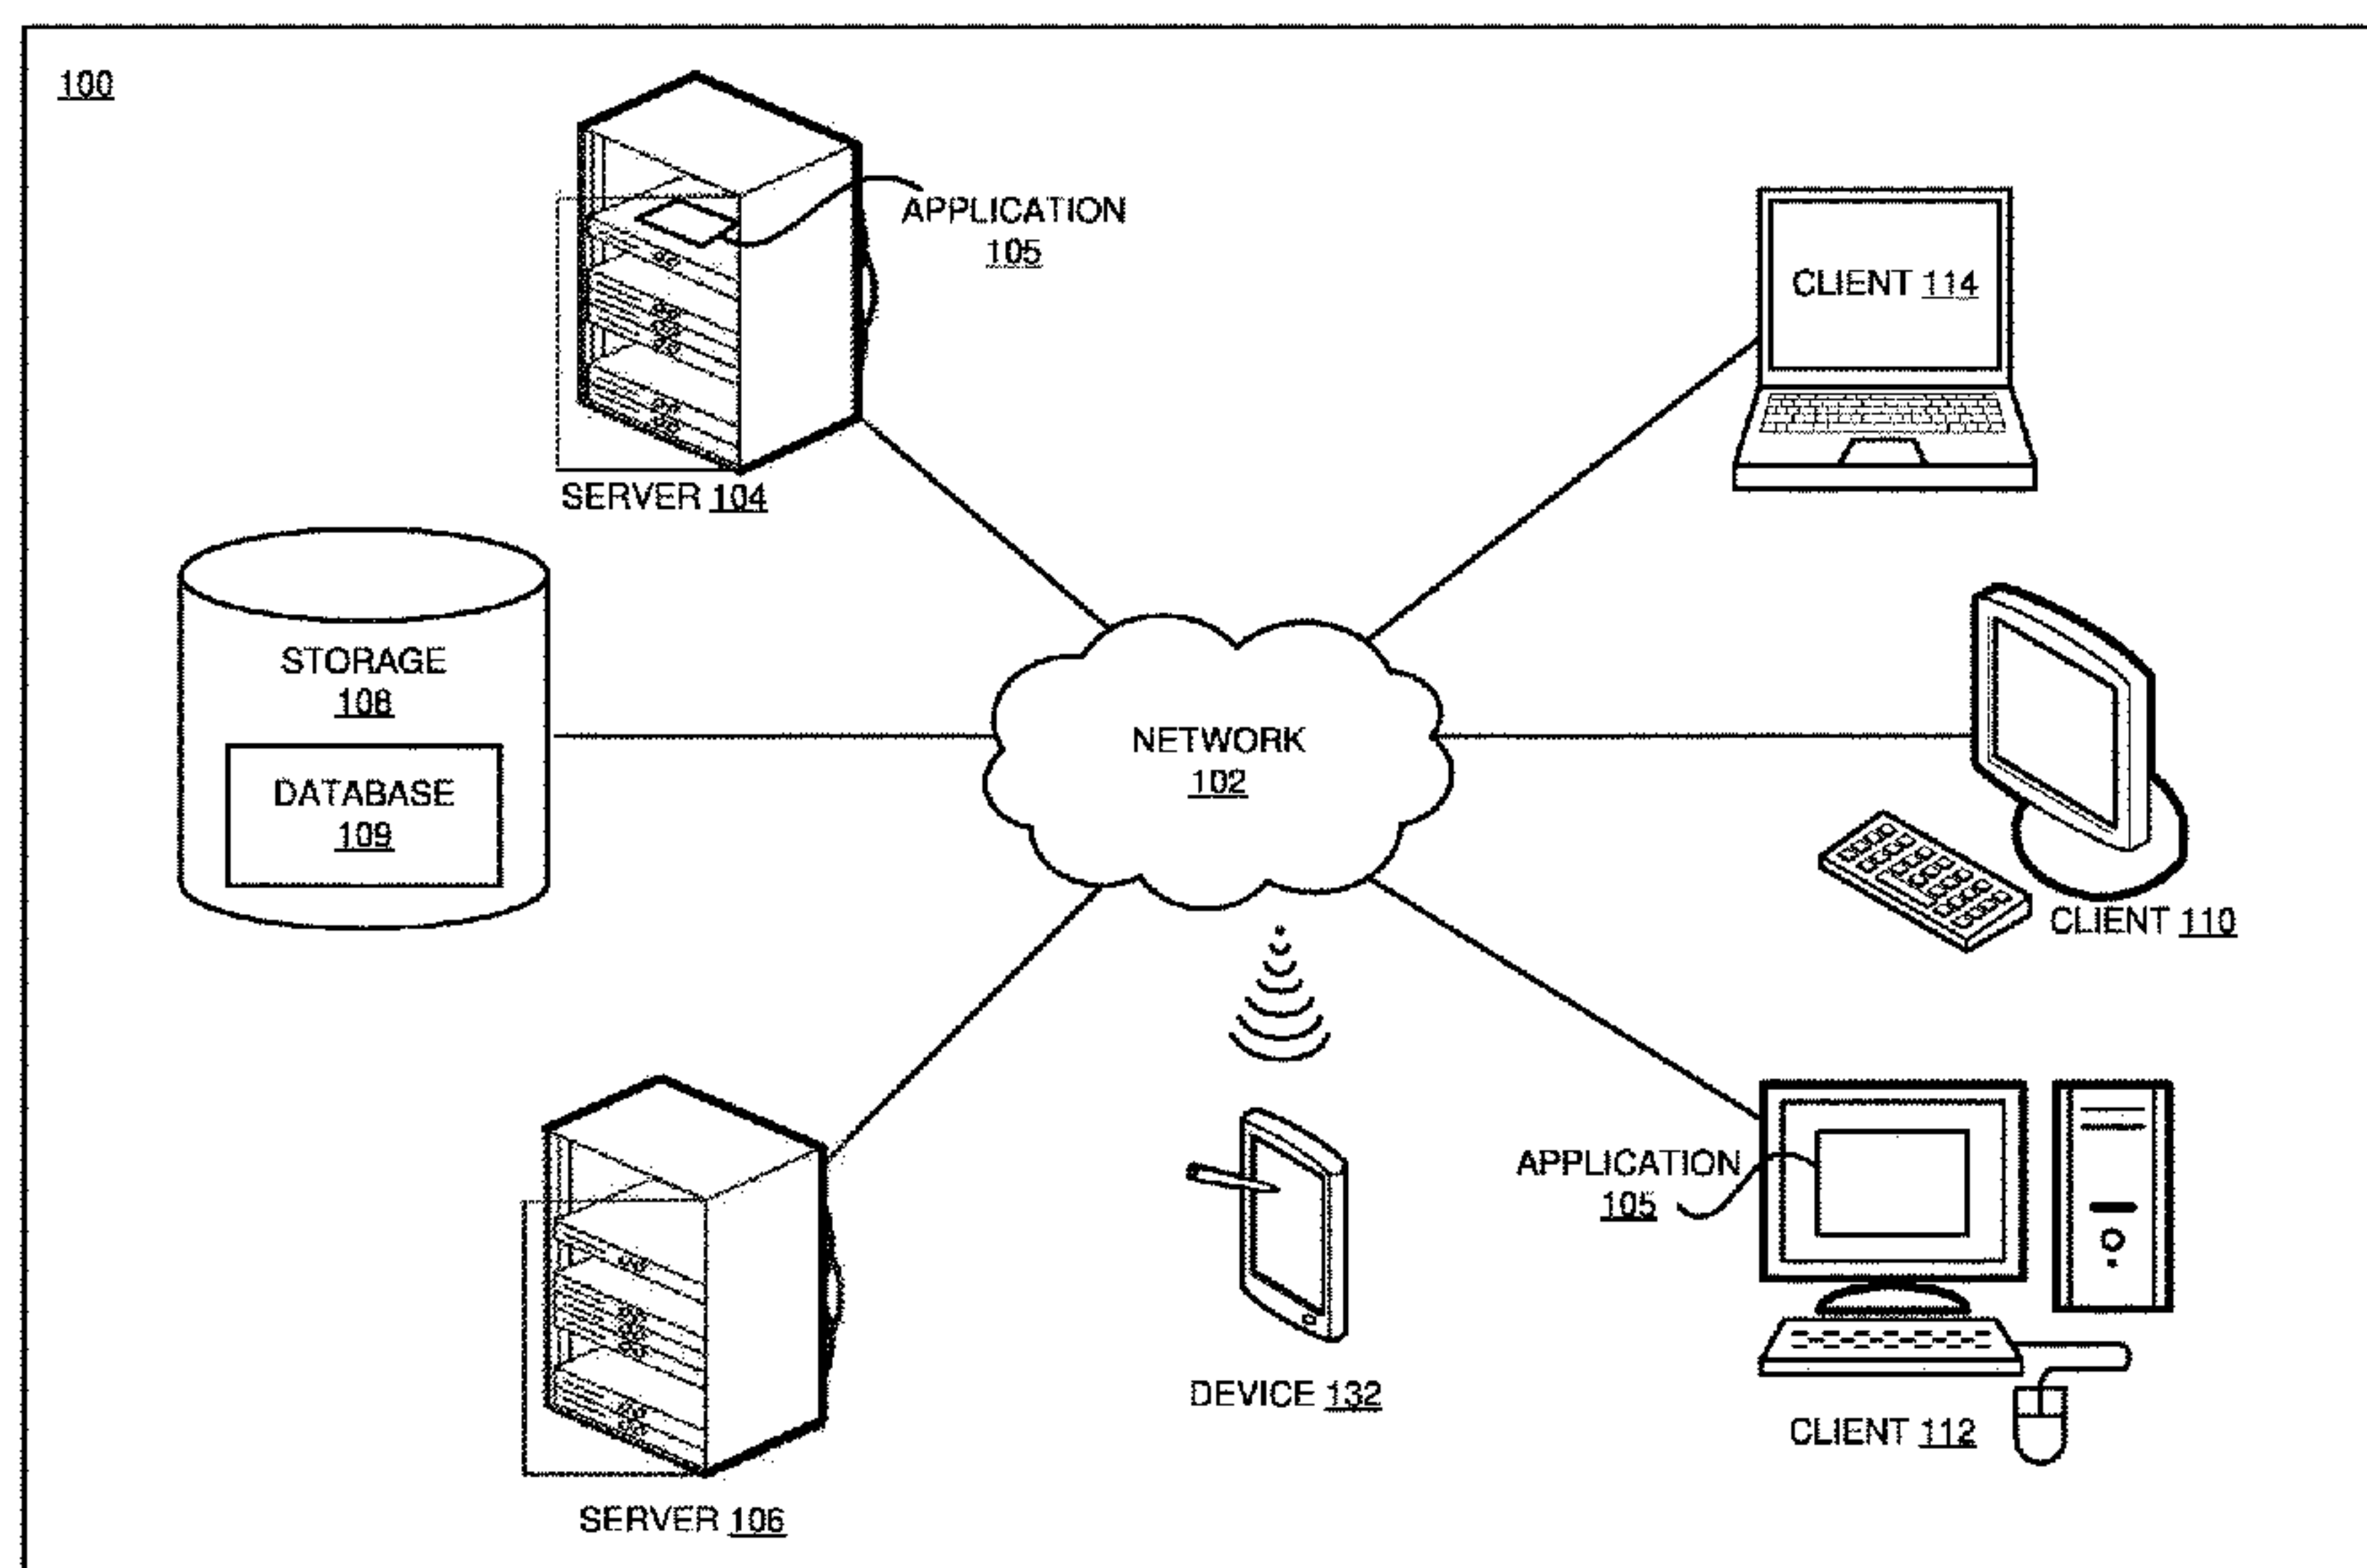 100
APPLICATION
105
CLIENT 114
SERVER 104
STORAGE
108
DATABASE
109
NETWORK
102
CLIENT 110
APPLICATION
105
DEVICE 132
CLIENT 112
SERVER 106